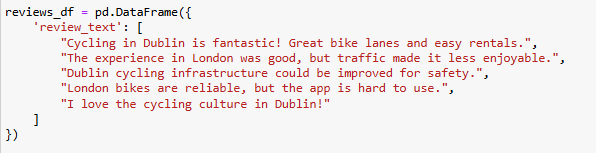 reviews_df = pd.DataFrame({
    'review_text': [
        "Cycling in Dublin is fantastic! Great bike lanes and easy rentals.",
        "The experience in London was good, but traffic made it less enjoyable.",
        "Dublin cycling infrastructure could be improved for safety.",
        "London bikes are reliable, but the app is hard to use.",
        "I love the cycling culture in Dublin!"
    ]
})